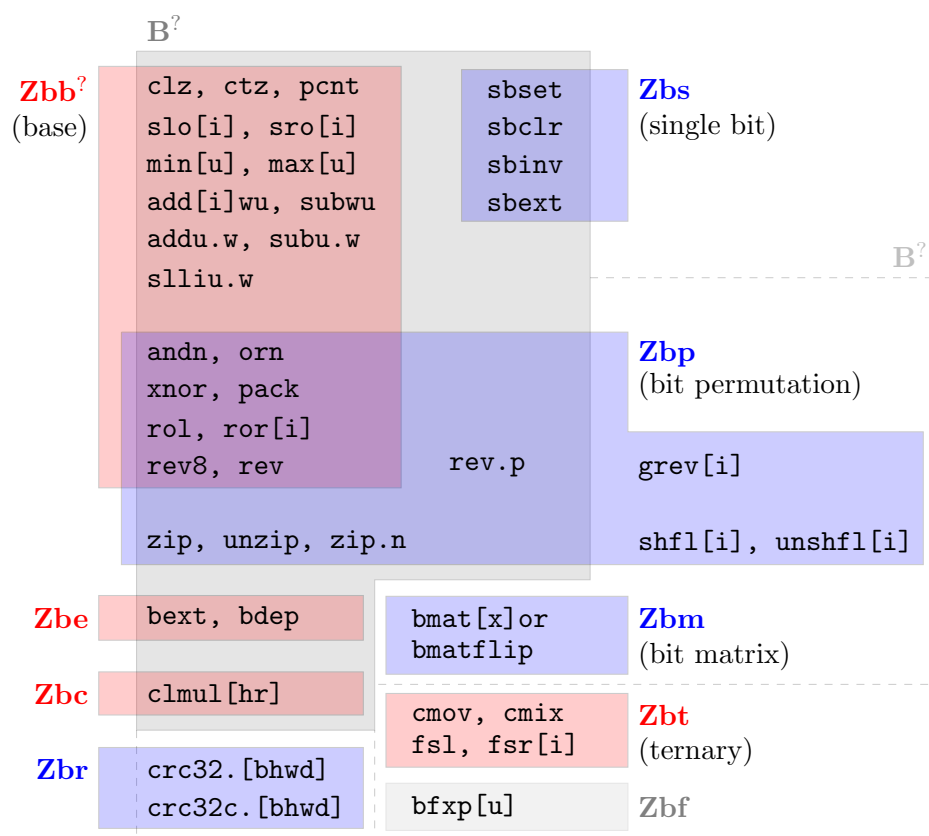 B?
Zbb?
(base)
clz, ctz, pcnt
slo[i], sro[i]
min[u], max[u]
add[i]wu, subwu
addu.w, subu.w
slliu.w
sbset
sbclr
sbinv
sbext
Zbs
(single bit)
B?
andn, orn
xnor, pack
rol, ror[i]
rev8, rev
rev.p
grev[i]
Zbp
(bit permutation)
zip, unzip, zip.n
shfl[i], unshfl[i]
Zbe
bext, bdep
bmat[x]or
bmatflip
Zbm
(bit matrix)
Zbc
clmul[hr]
cmov, cmix
fsl, fsr[i]
Zbt
(ternary)
Zbr
crc32.[bhwd]
crc32c.[bhwd]
bfxp[u]
Zbf